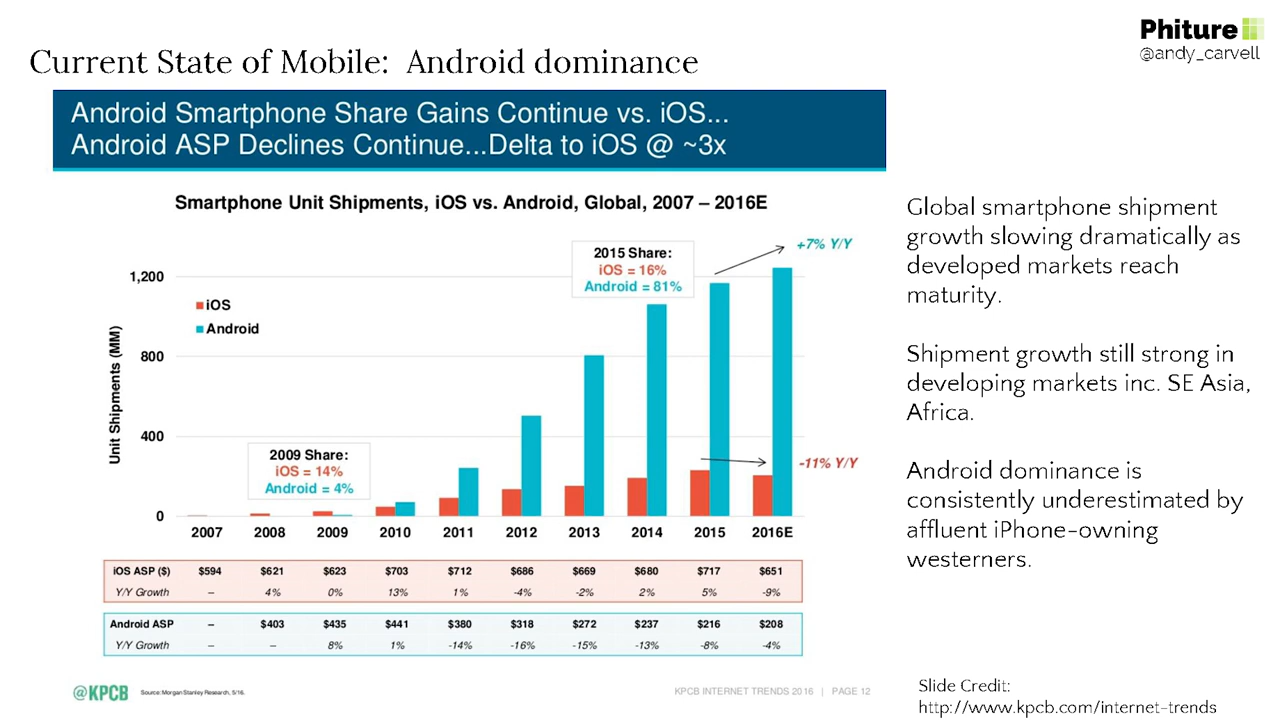 Phiture
@andy_carvell
Current State of Mobile: Android dominance
Android Smartphone Share Gains Continue vs. iOS...
Android ASP Declines Continue...Delta to iOS @ ~3x
Smartphone Unit Shipments, iOS vs. Android, Global, 2007 – 2016E
Unit Shipments (MM)
1,200
800
400
0
iOS
Android
2009 Share:
iOS = 14%
Android = 4%
2015 Share:
iOS = 16%
Android = 81%
+7% Y/Y
-11% Y/Y
2007 2008 2009 2010 2011 2012 2013 2014 2015 2016E
iOS ASP ($) $594 $621 $623 $703 $712 $686 $669 $680 $717 $651
Y/Y Growth – 4% 0% 13% 1% -4% -2% 2% 5% -9%
Android ASP – $403 $435 $441 $380 $318 $272 $237 $216 $208
Y/Y Growth – – 8% 1% -14% -16% -15% -13% -8% -4%
@KPCB
Source: Morgan Stanley Research, 5/16.
KPCB INTERNET TRENDS 2016 | PAGE 12
Global smartphone shipment
growth slowing dramatically as
developed markets reach
maturity.
Shipment growth still strong in
developing markets inc. SE Asia,
Africa.
Android dominance is
consistently underestimated by
affluent iPhone-owning
westerners.
Slide Credit:
http://www.kpcb.com/internet-trends